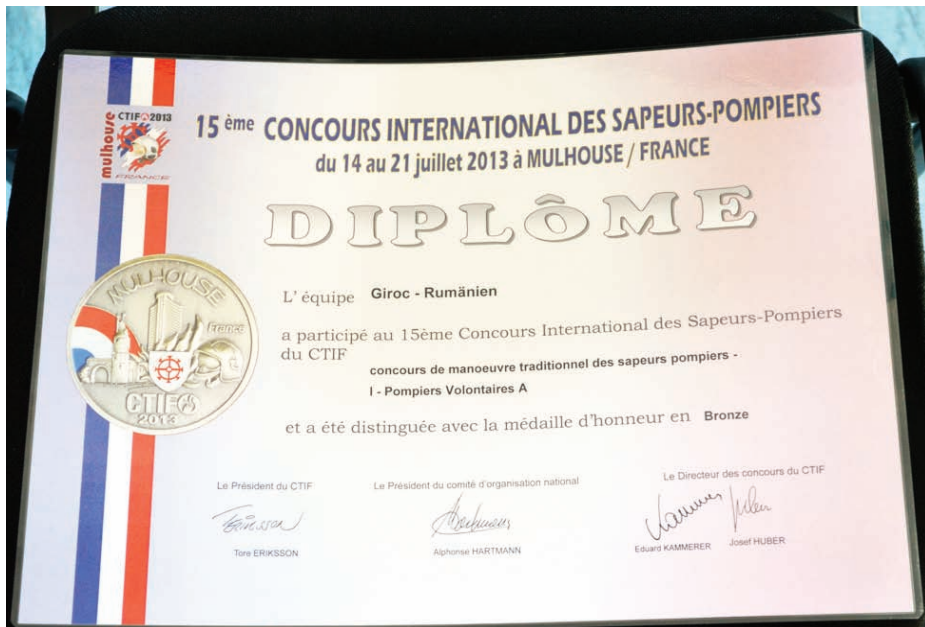 CTIF 2013
mulhouse
FRANCE
15 ème CONCOURS INTERNATIONAL DES SAPEURS-POMPIERS
du 14 au 21 juillet 2013 à MULHOUSE / FRANCE
DIPLÔME
MULHOUSE
France
CTIF
2013
L' équipe Giroc - Rumänien
a participé au 15ème Concours International des Sapeurs-Pompiers
du CTIF
concours de manoeuvre traditionnel des sapeurs pompiers -
I - Pompiers Volontaires A
et a été distinguée avec la médaille d'honneur en Bronze
Le Président du CTIF
Le Président du comité d'organisation national
Le Directeur des concours du CTIF
Tore ERIKSSON
Alphonse HARTMANN
Eduard KAMMERER
Josef HUBER